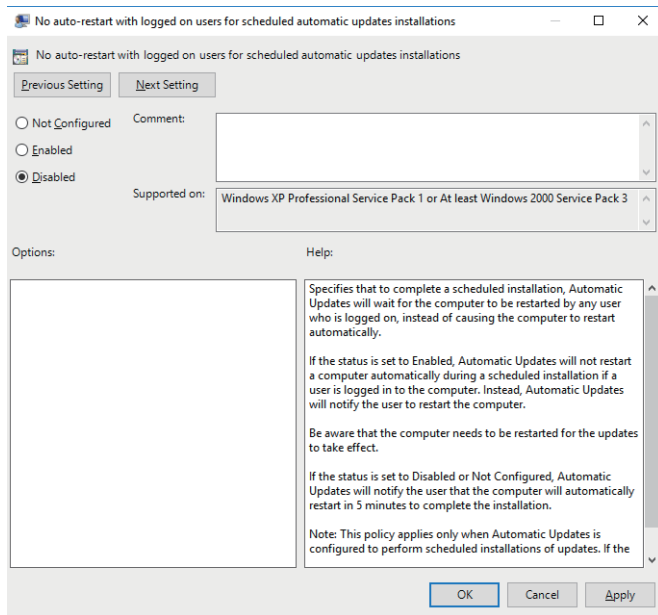 No auto-restart with logged on users for scheduled automatic updates installations
No auto-restart with logged on users for scheduled automatic updates installations
Previous Setting
Next Setting
Not Configured
Comment:
Enabled
Disabled
Supported on:
Windows XP Professional Service Pack 1 or At least Windows 2000 Service Pack 3
Options:
Help:
Specifies that to complete a scheduled installation, Automatic
Updates will wait for the computer to be restarted by any user
who is logged on, instead of causing the computer to restart
automatically.
If the status is set to Enabled, Automatic Updates will not restart
a computer automatically during a scheduled installation if a
user is logged in to the computer. Instead, Automatic Updates
will notify the user to restart the computer.
Be aware that the computer needs to be restarted for the updates
to take effect.
If the status is set to Disabled or Not Configured, Automatic
Updates will notify the user that the computer will automatically
restart in 5 minutes to complete the installation.
Note: This policy applies only when Automatic Updates is
configured to perform scheduled installations of updates. If the
OK
Cancel
Apply